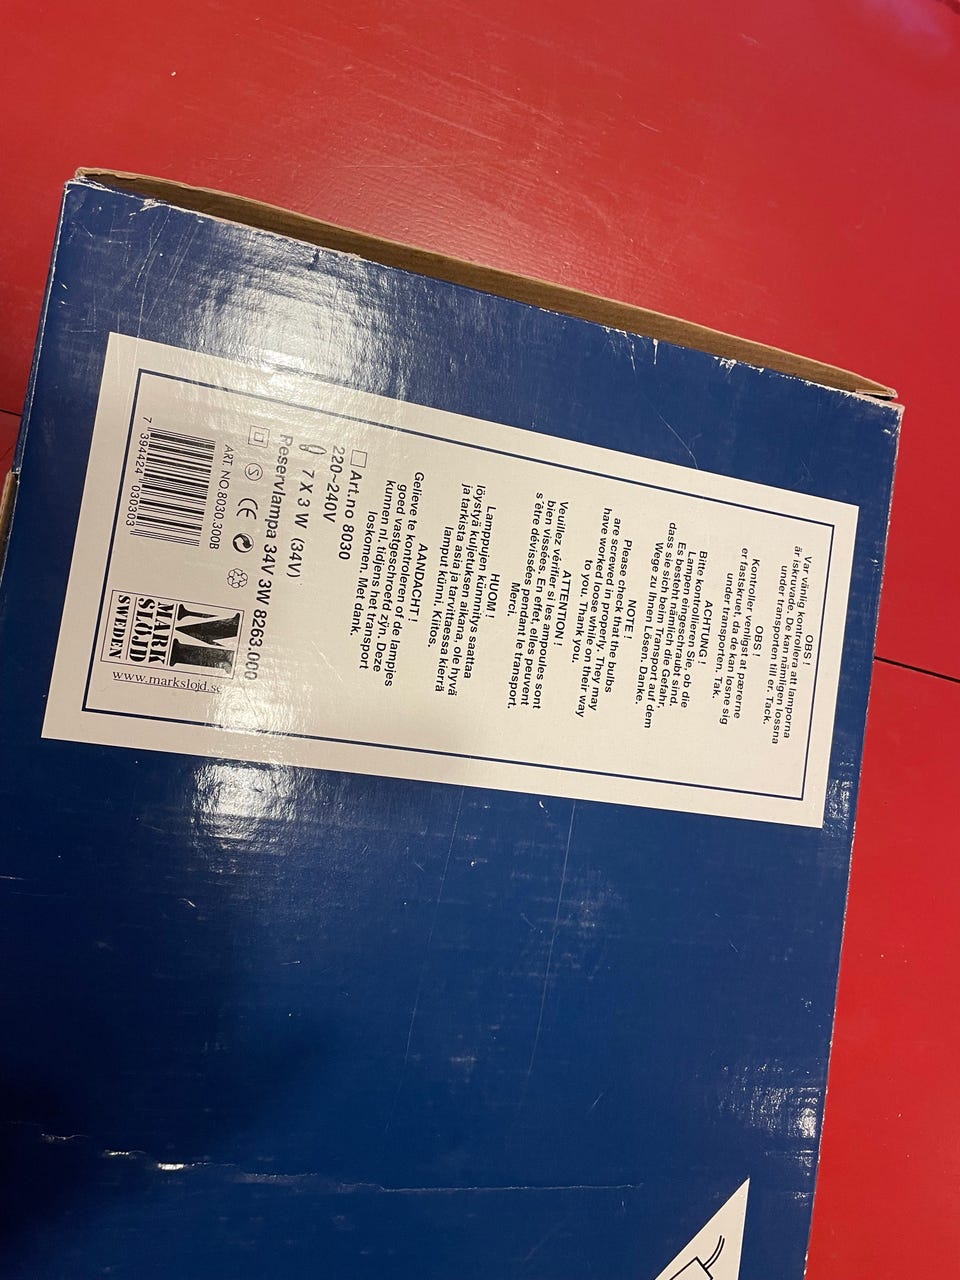 OBS !
Var vänlig kontrollera att lamporna
är iskruvade. De kan nämligen lossna
under transporten till er. Tack.
OBS !
Kontroller venligst at pærerne
er fastskruet, da de kan losne sig
under transporten. Tak.
ACHTUNG !
Bitte kontrollieren Sie, ob die
Lampen eingeschraubt sind.
Es besteht nämlich die Gefahr,
dass sie sich beim Transport auf dem
Wege zu Ihnen Lösen. Danke.
NOTE !
Please check that the bulbs
are screwed in properly. They may
have worked loose while on their way
to you. Thank you.
ATTENTION !
Veuillez vérifier si les ampoules sont
bien vissées. En effet, elles peuvent
s'être dévissées pendant le transport.
Merci.
HUOM !
Lamppujen künnnitys saattaa
löystyä kuljetuksen aikana, ole hyvä
ja tarkista asia ja tarvittaessa kierrä
lamput künni. Kiitos,
AANDACHT !
Gelieve te kontroleren of de lampjes
goed vastgeschroefd zÿn. Deze
kunnen nl, tidjens het transport
loskomen. Met dank.
Art.no 8030
220~240V
7 X 3 W (34V)
Reservlampa 34V 3W 8263.000
S CE
ART. NO.8030.300B
7 394424 030303
M
MARK
SLÖJD
SWEDEN
www.markslojd.se